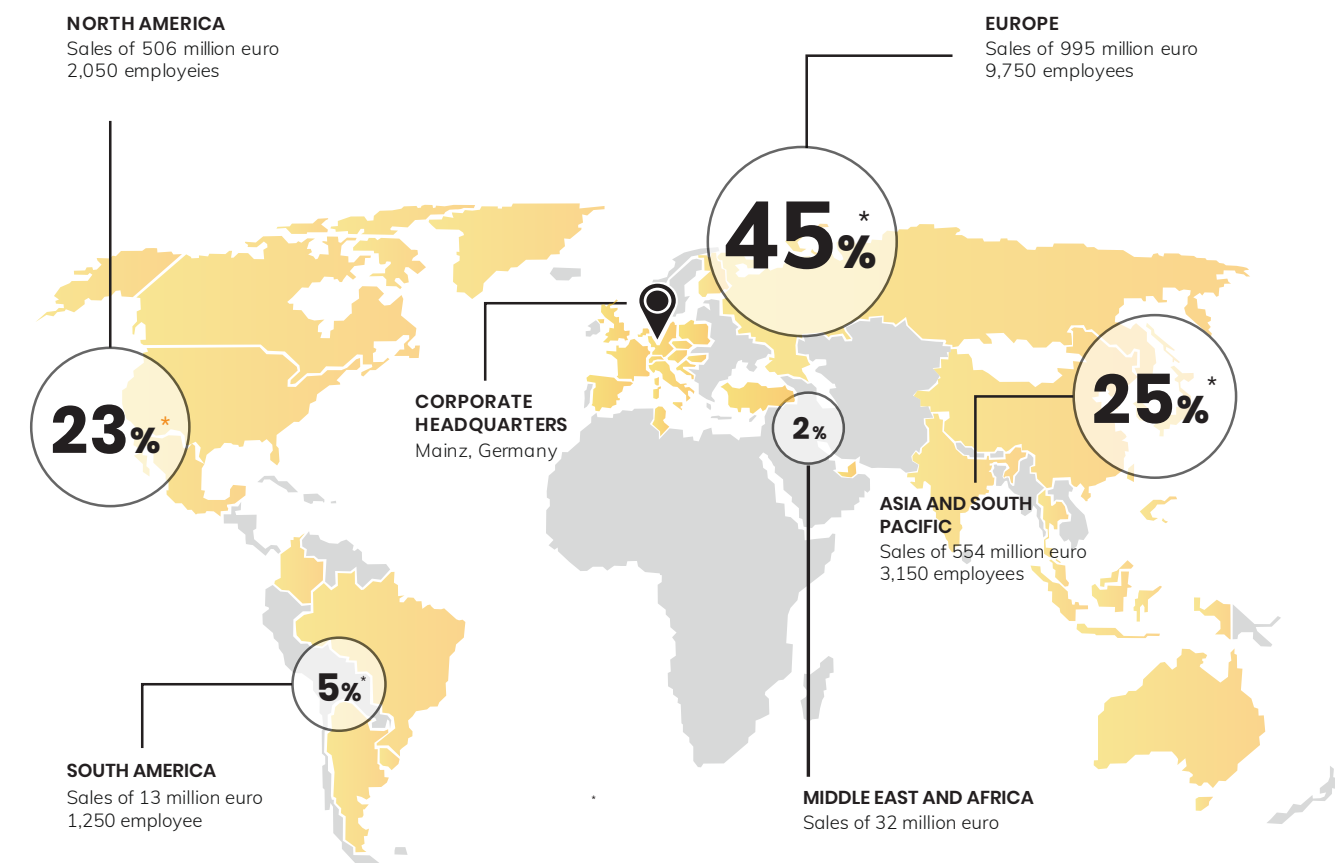 NORTH AMERICA
Sales of 506 million euro
2,050 employeies
EUROPE
Sales of 995 million euro
9,750 employees
45%*
23%*
25%*
CORPORATE
HEADQUARTERS
Mainz, Germany
2%
ASIA AND SOUTH
PACIFIC
Sales of 554 million euro
3,150 employees
5%*
SOUTH AMERICA
Sales of 13 million euro
1,250 employee
*
MIDDLE EAST AND AFRICA
Sales of 32 million euro